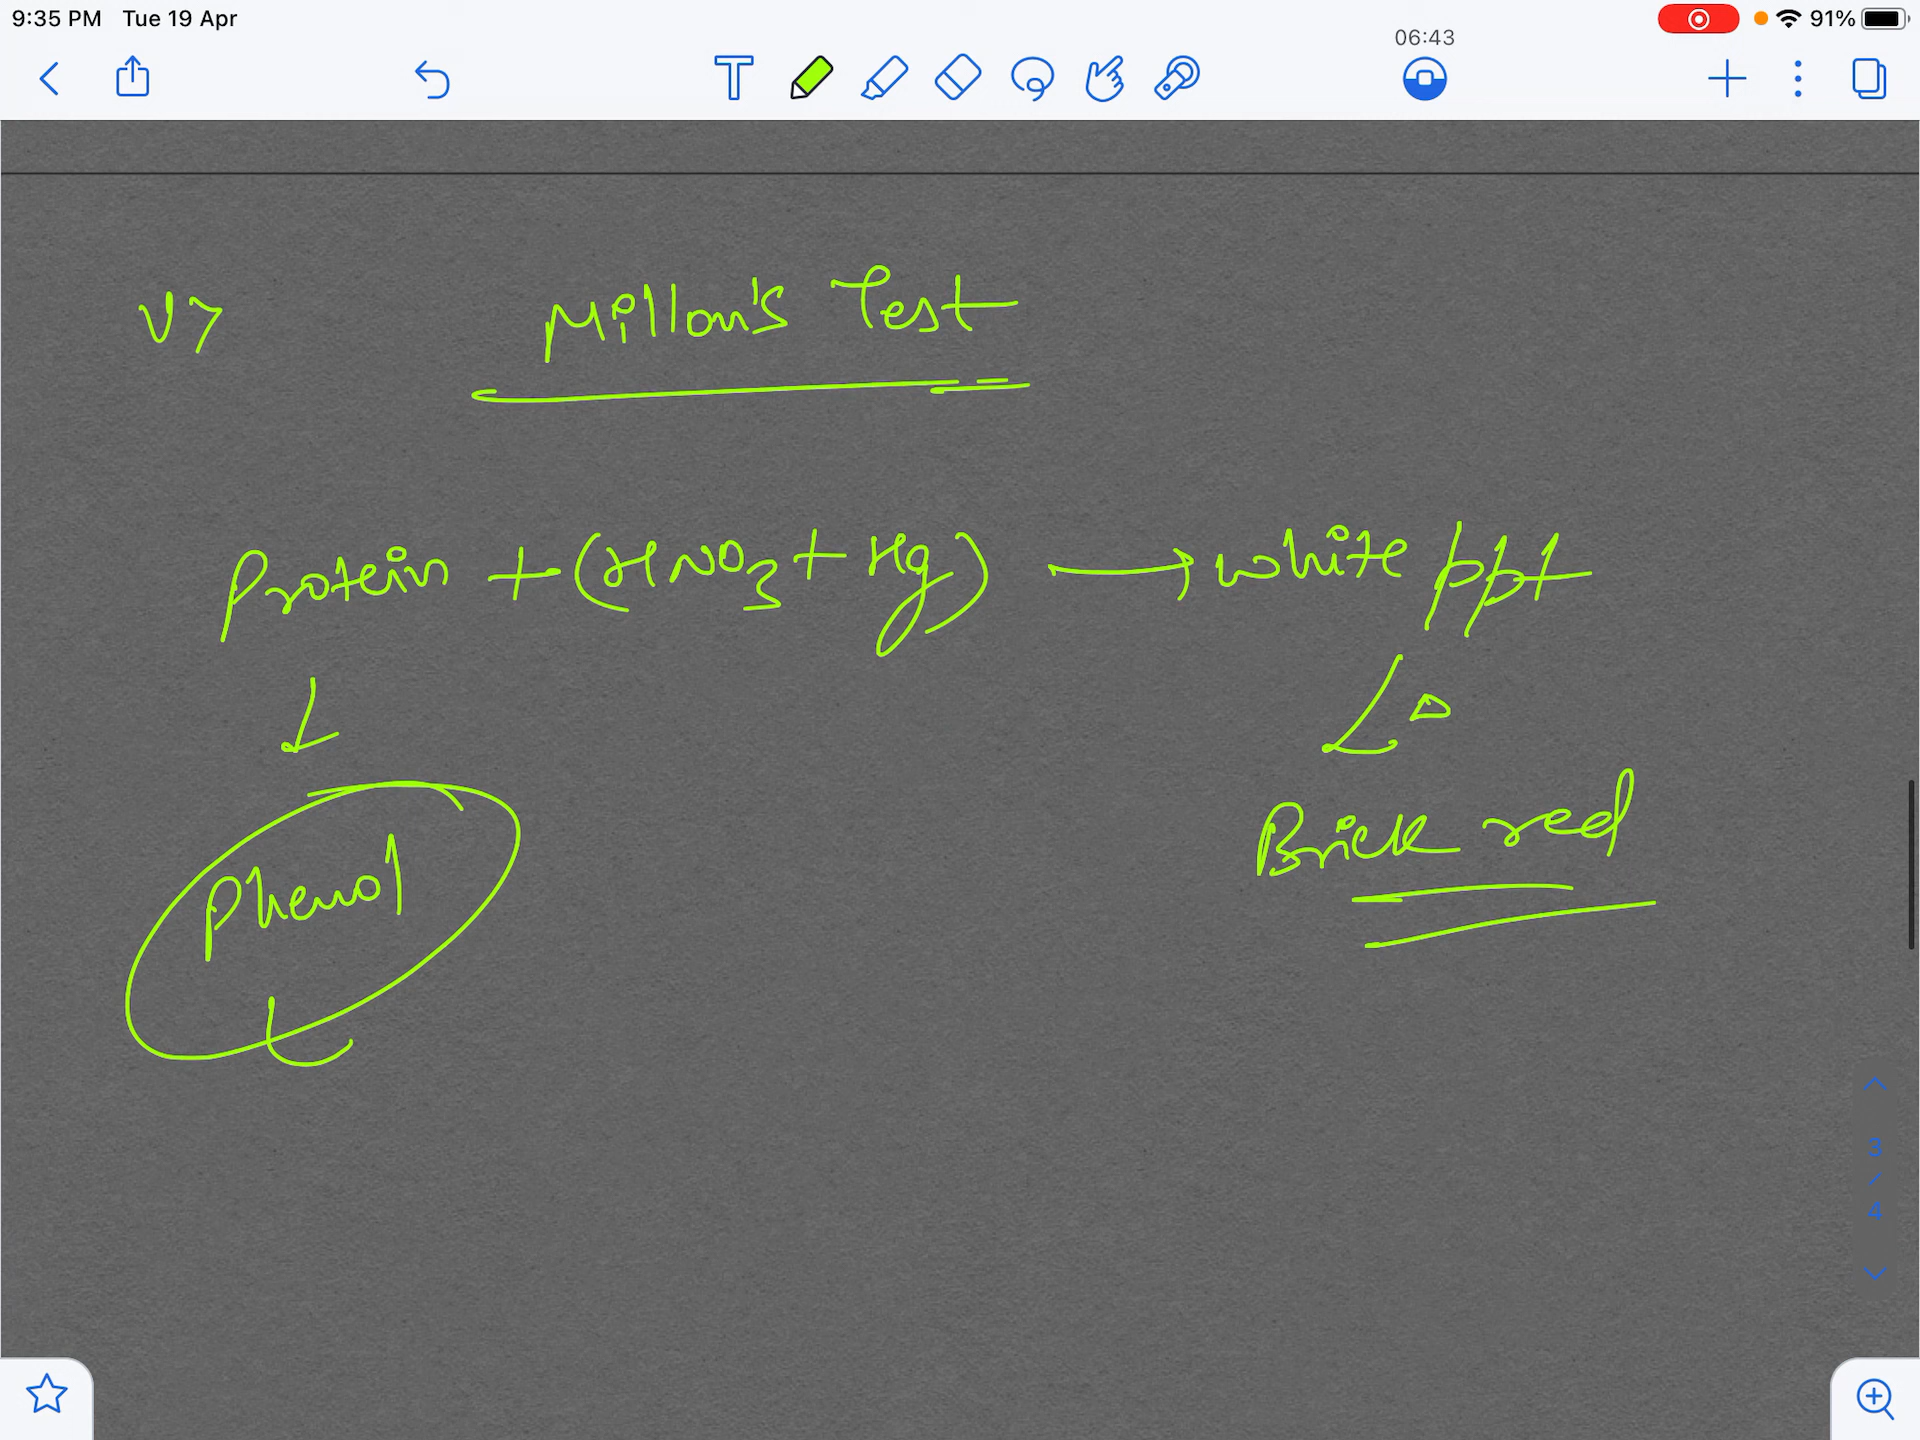 9:35 PM Tue 19 Apr
91%
06:43
V7 Millon's Test
Protein + (HNO3 + Hg) → white ppt
Δ
Phenol
Brick red
3
/
4